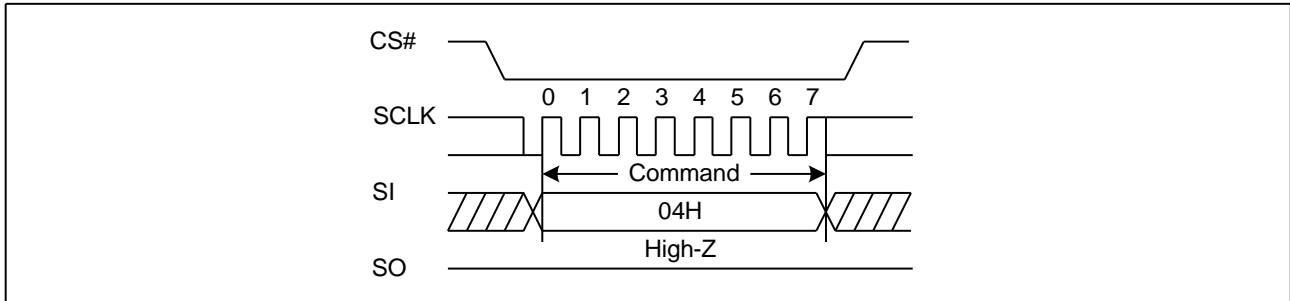 CS#
0 1 2 3 4 5 6 7
SCLK
Command
SI
04H
High-Z
SO